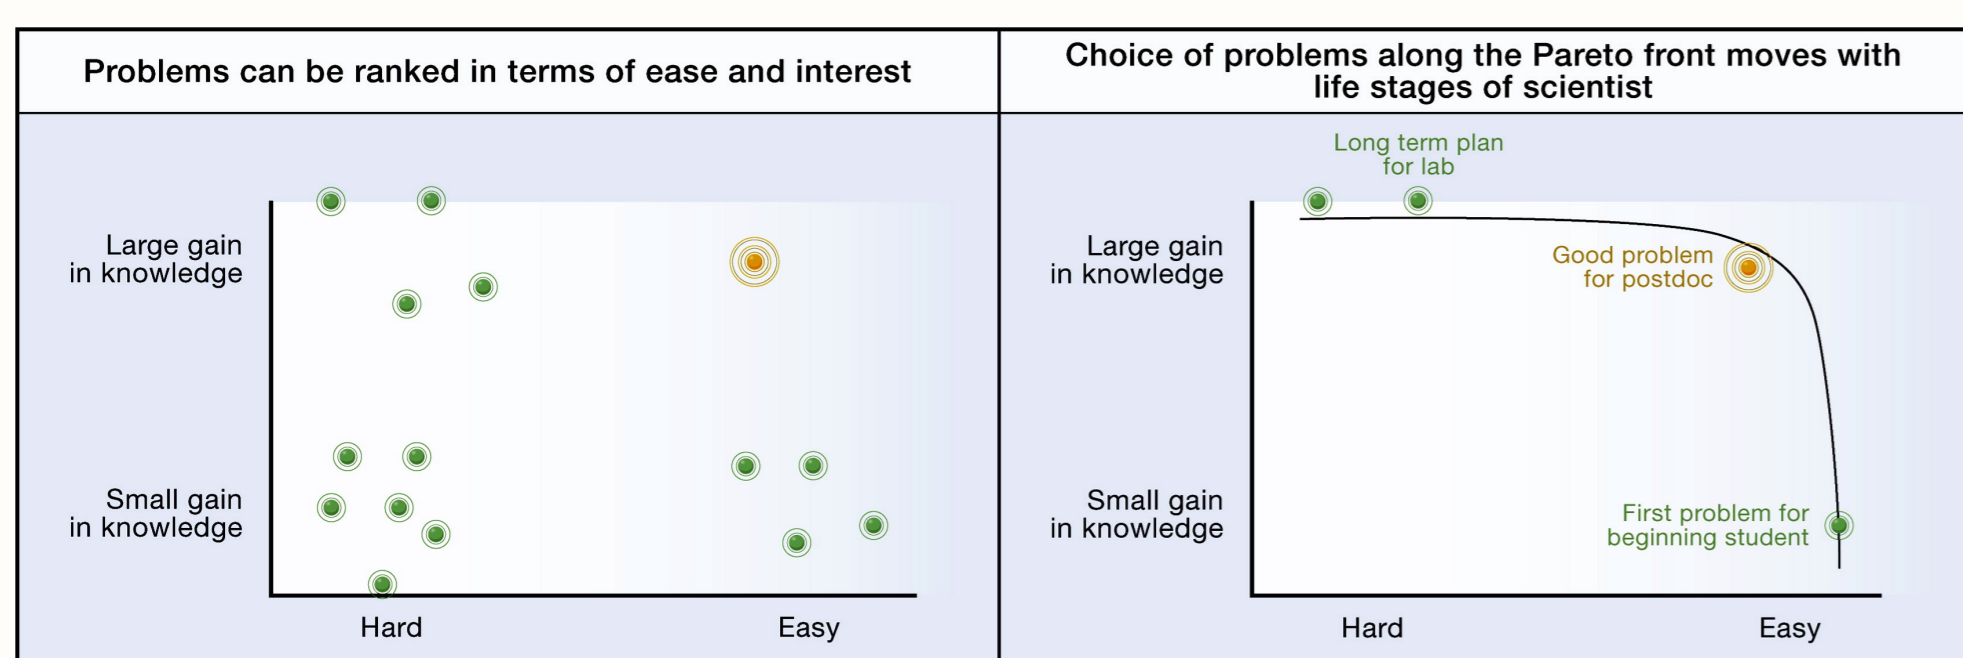 Problems can be ranked in terms of ease and interest
Large gain
in knowledge
Small gain
in knowledge
Hard
Easy
Choice of problems along the Pareto front moves with
life stages of scientist
Long term plan
for lab
Large gain
in knowledge
Good problem
for postdoc
Small gain
in knowledge
First problem for
beginning student
Hard
Easy